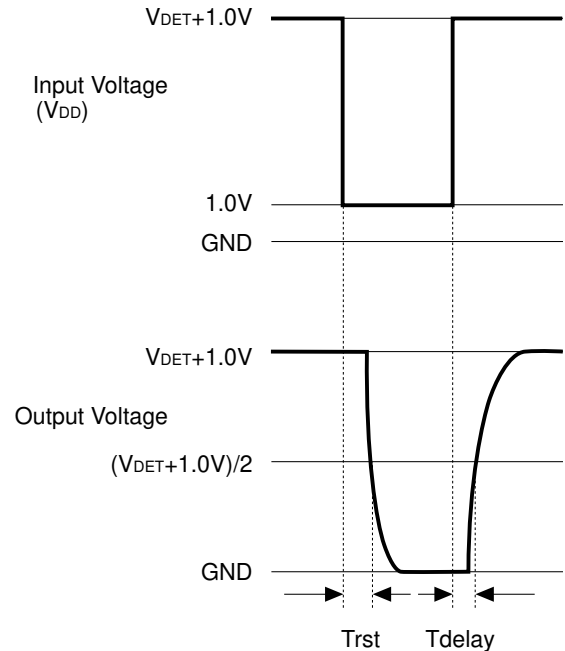 VDET+1.0V
Input Voltage
(VDD)
1.0V
GND
VDET+1.0V
Output Voltage
(VDET+1.0V)/2
GND
Trst Tdelay